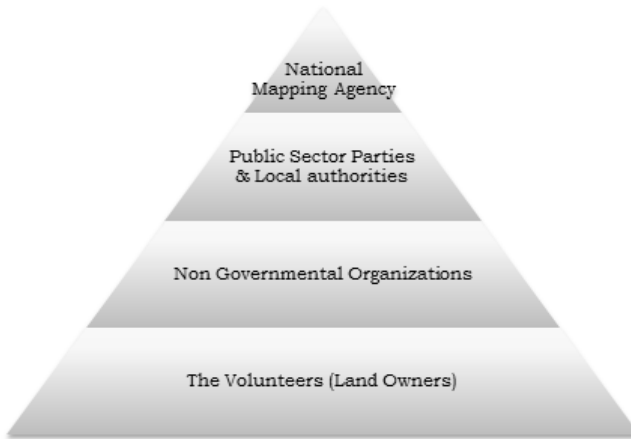 National
Mapping Agency
Public Sector Parties
& Local authorities
Non Governmental Organizations
The Volunteers (Land Owners)